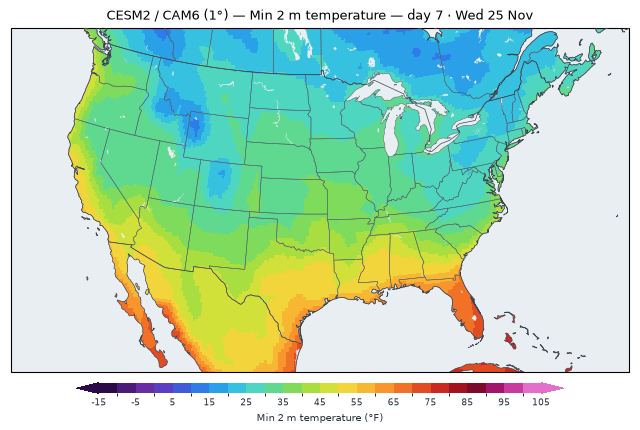 CESM2 / CAM6 (1°) — Min 2 m temperature — day 7 · Wed 25 Nov
-15 -5 5 15 25 35 45 55 65 75 85 95 105
Min 2 m temperature (°F)